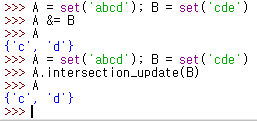 >>> A = set('abcd'); B = set('cde')
>>> A &= B
>>> A
{'c', 'd'}
>>> A = set('abcd'); B = set('cde')
>>> A.intersection_update(B)
>>> A
{'c', 'd'}